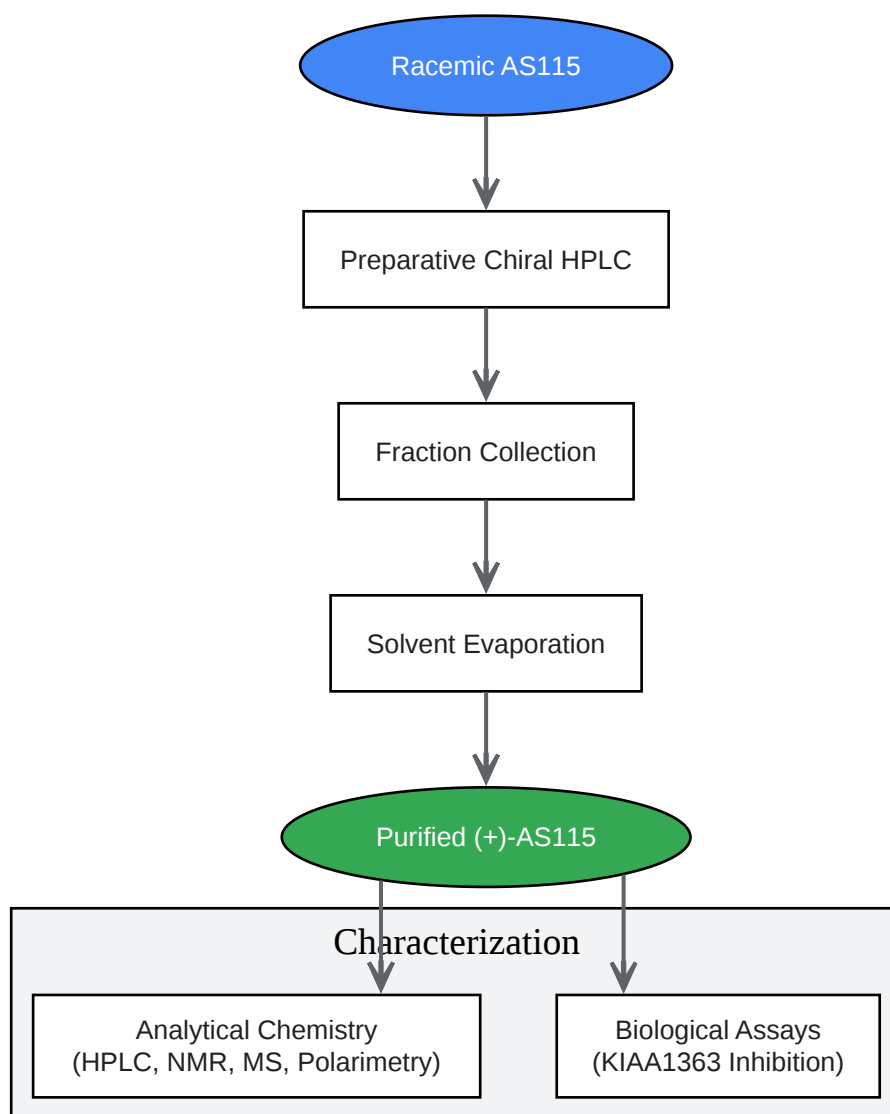 Racemic AS115
Preparative Chiral HPLC
Fraction Collection
Solvent Evaporation
Purified (+)-AS115
Characterization
Analytical Chemistry
(HPLC, NMR, MS, Polarimetry)
Biological Assays
(KIAA1363 Inhibition)